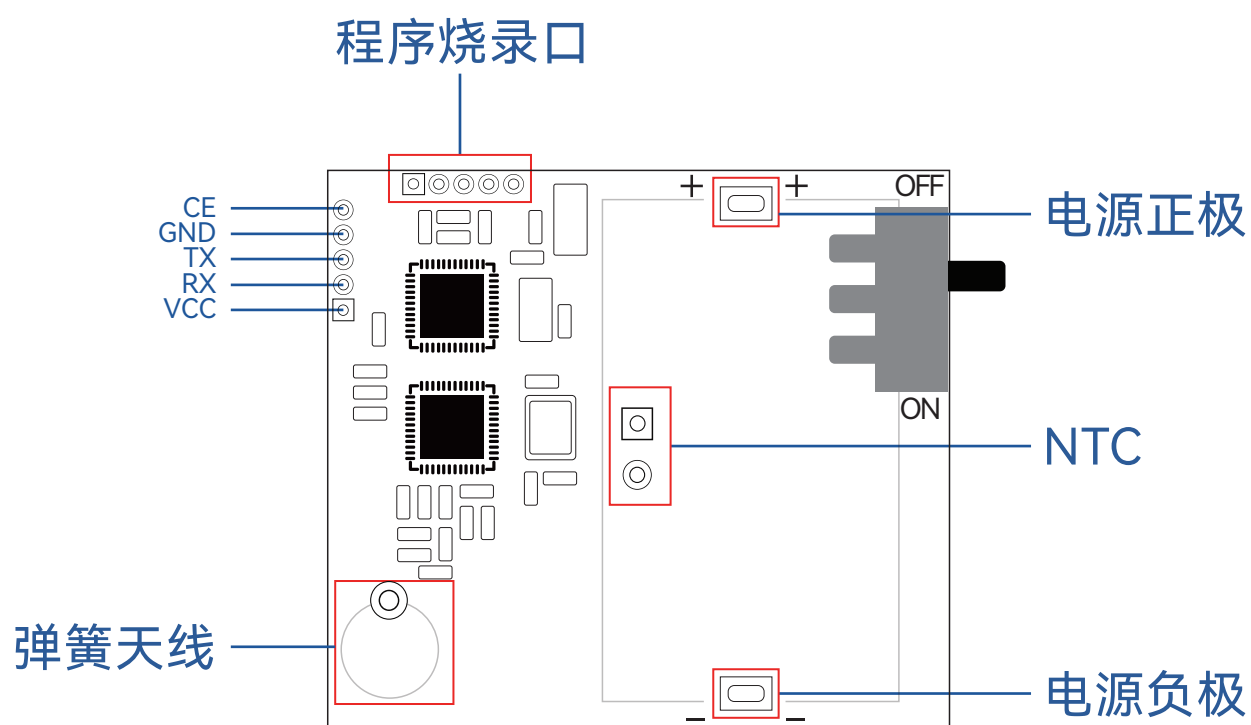 程序烧录口
+ +
OFF
电源正极
CE
GND
TX
RX
VCC
ON
NTC
弹簧天线
电源负极
- -